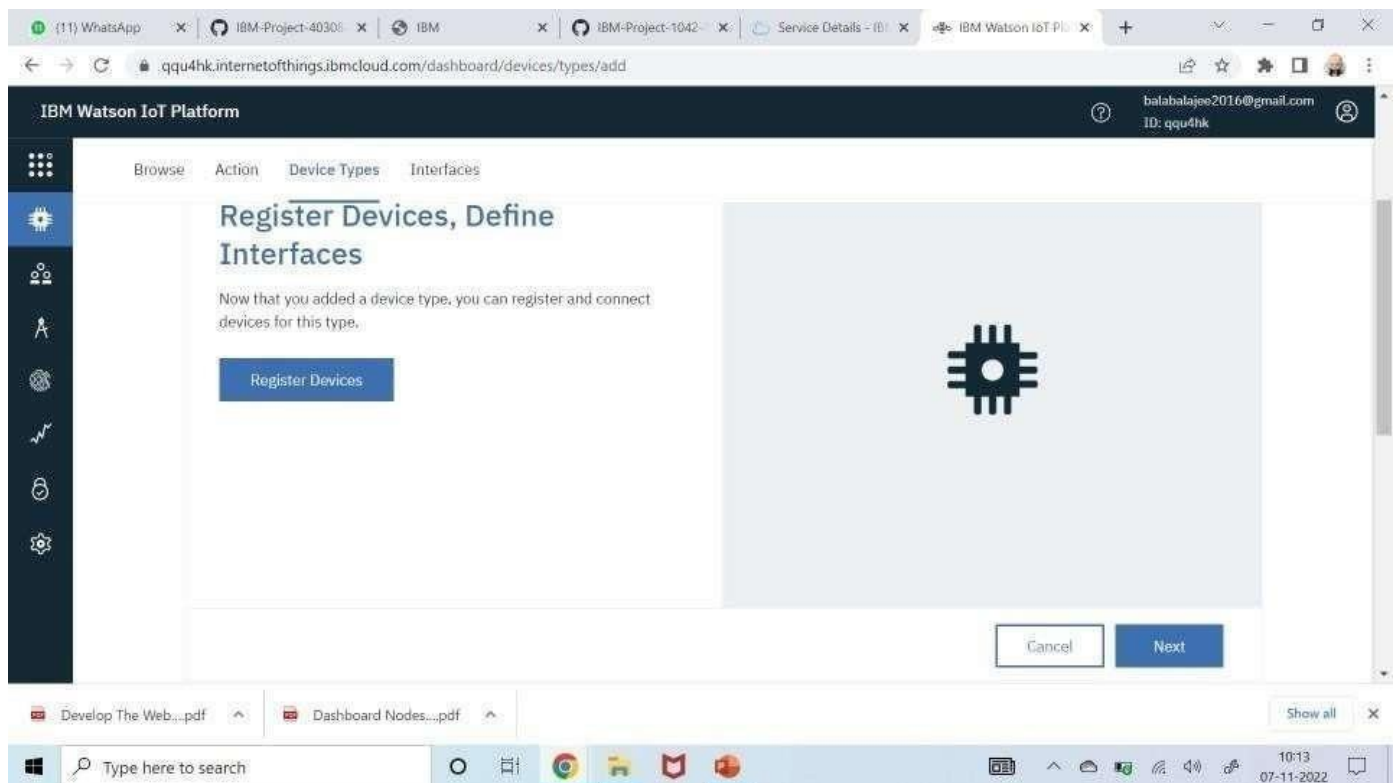 (11) WhatsApp
IBM-Project-40308
IBM
IBM-Project-1042-
Service Details - IB
IBM Watson IoT Pl
qqu4hk.internetofthings.ibmcloud.com/dashboard/devices/types/add
IBM Watson IoT Platform
balabalajee2016@gmail.com
ID: qqu4hk
Browse Action Device Types Interfaces
Register Devices, Define
Interfaces
Now that you added a device type, you can register and connect
devices for this type.
Register Devices
Cancel
Next
Develop The Web....pdf
Dashboard Nodes....pdf
Show all
Type here to search
10:13
07-11-2022